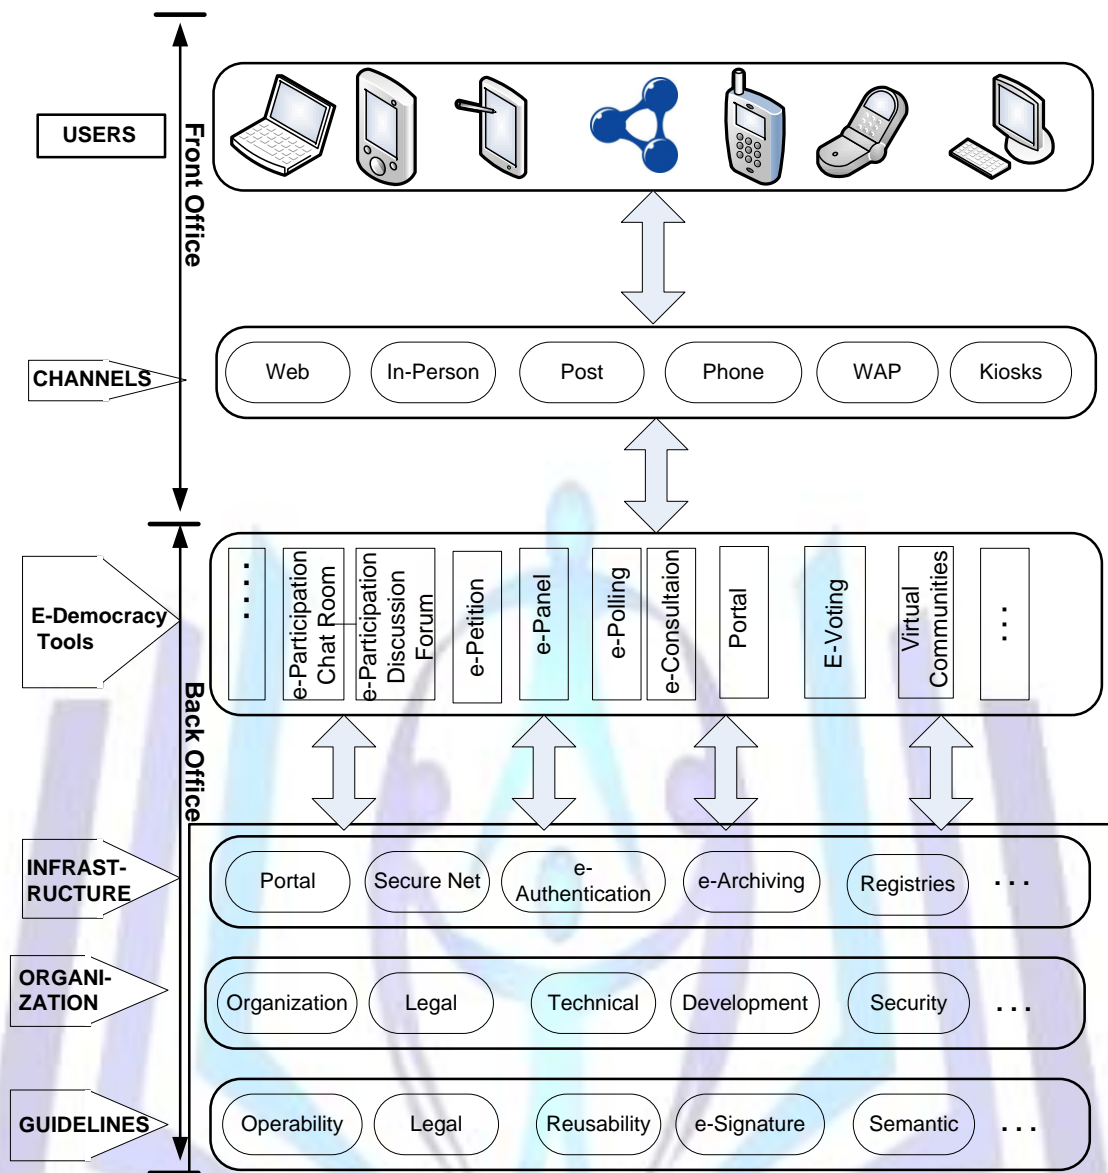 USERS
Front Office
CHANNELS
Web
In-Person
Post
Phone
WAP
Kiosks
E-Democracy
Tools
.....
e-Participation
Chat Room
e-Participation
Discussion
Forum
e-Petition
e-Panel
e-Polling
e-Consultaion
Portal
E-Voting
Virtual
Communities
...
Back Office
INFRAST-
RUCTURE
Portal
Secure Net
e-
Authentication
e-Archiving
Registries
...
ORGANI-
ZATION
Organization
Legal
Technical
Development
Security
...
GUIDELINES
Operability
Legal
Reusability
e-Signature
Semantic
...